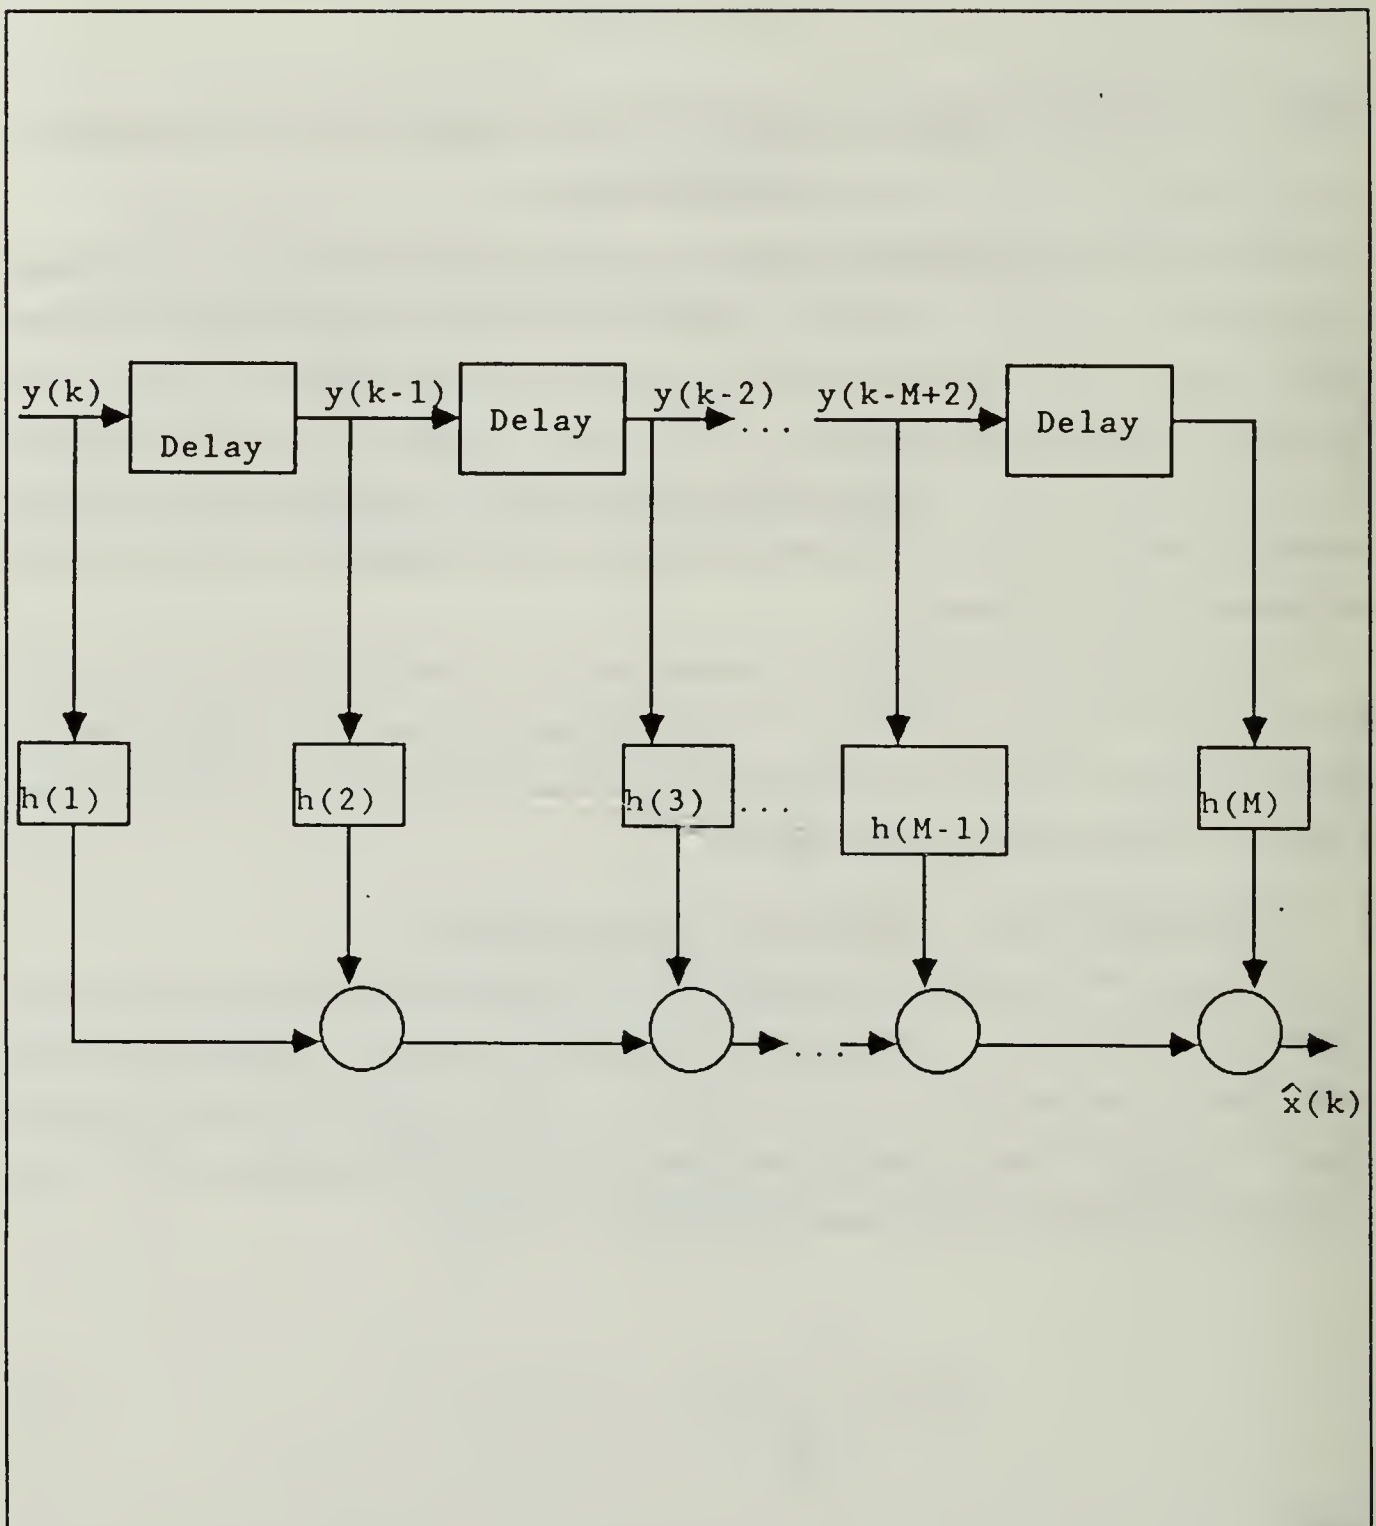 y(k)
Delay
y(k-1)
Delay
y(k-2)
...
y(k-M+2)
Delay
h(1)
h(2)
h(3)
...
h(M-1)
h(M)
...
x̂(k)